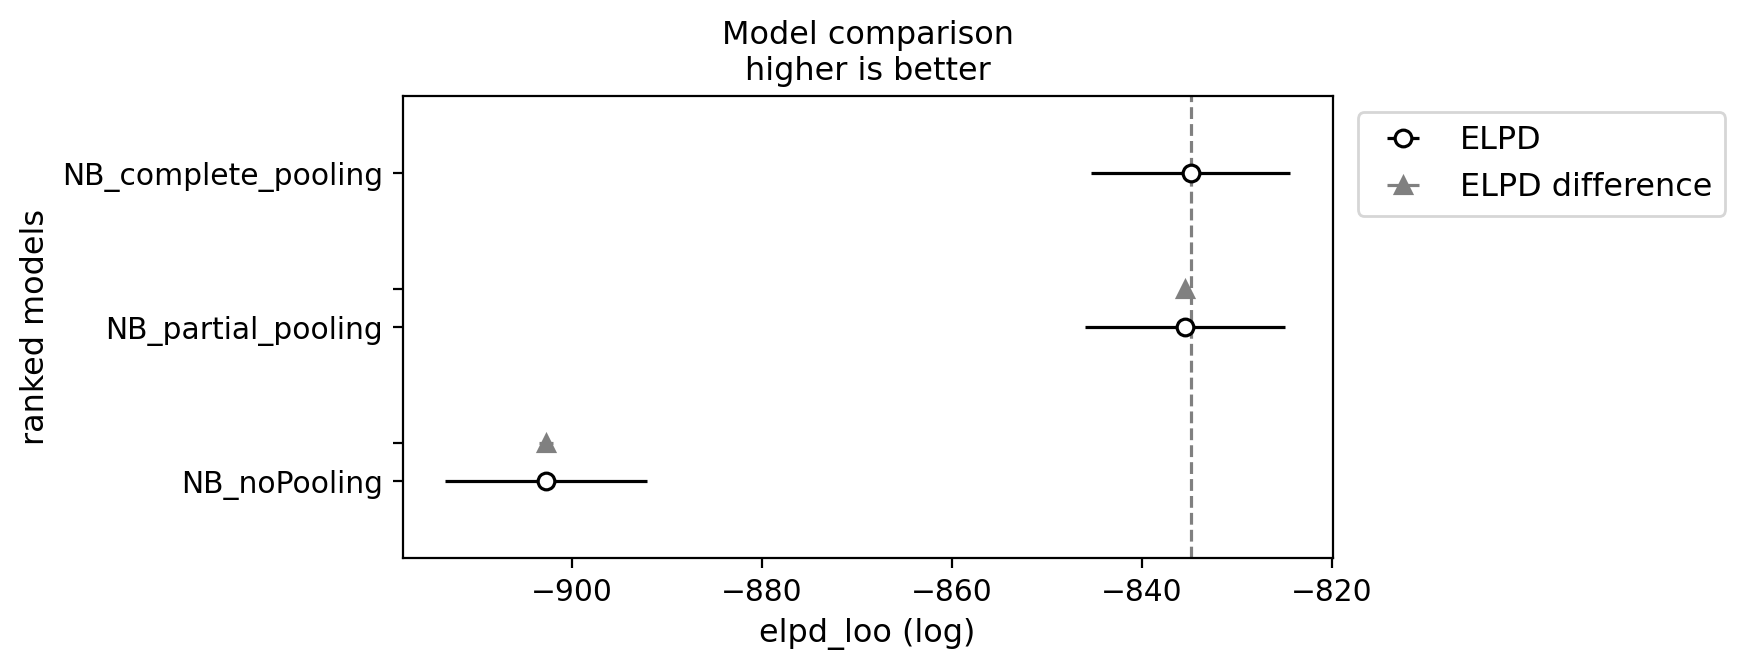 Model comparison
higher is better
NB_complete_pooling
NB_partial_pooling
NB_noPooling
ranked models
−900
−880
−860
−840
−820
elpd_loo (log)
ELPD
ELPD difference